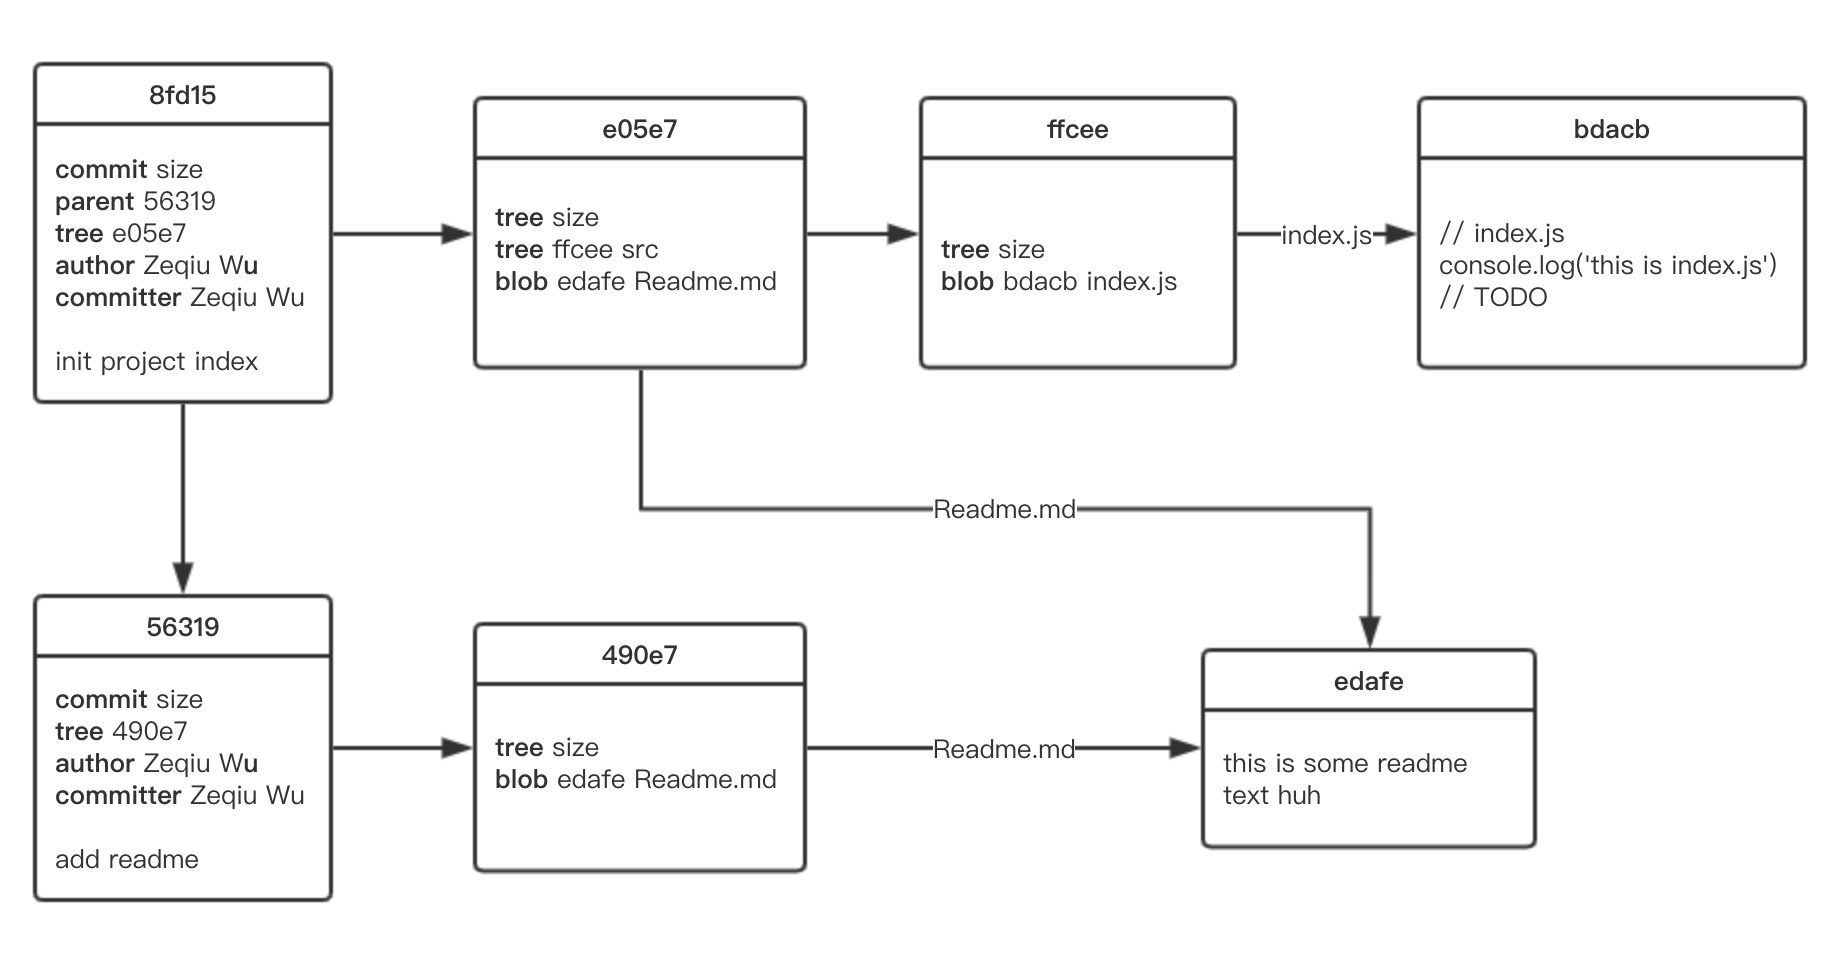 8fd15
commit size
parent 56319
tree e05e7
author Zeqiu Wu
committer Zeqiu Wu
init project index
e05e7
tree size
tree ffcee src
blob edafe Readme.md
ffcee
tree size
blob bdacb index.js
index.js
bdacb
// index.js
console.log('this is index.js')
// TODO
Readme.md
56319
commit size
tree 490e7
author Zeqiu Wu
committer Zeqiu Wu
add readme
490e7
tree size
blob edafe Readme.md
Readme.md
edafe
this is some readme
text huh